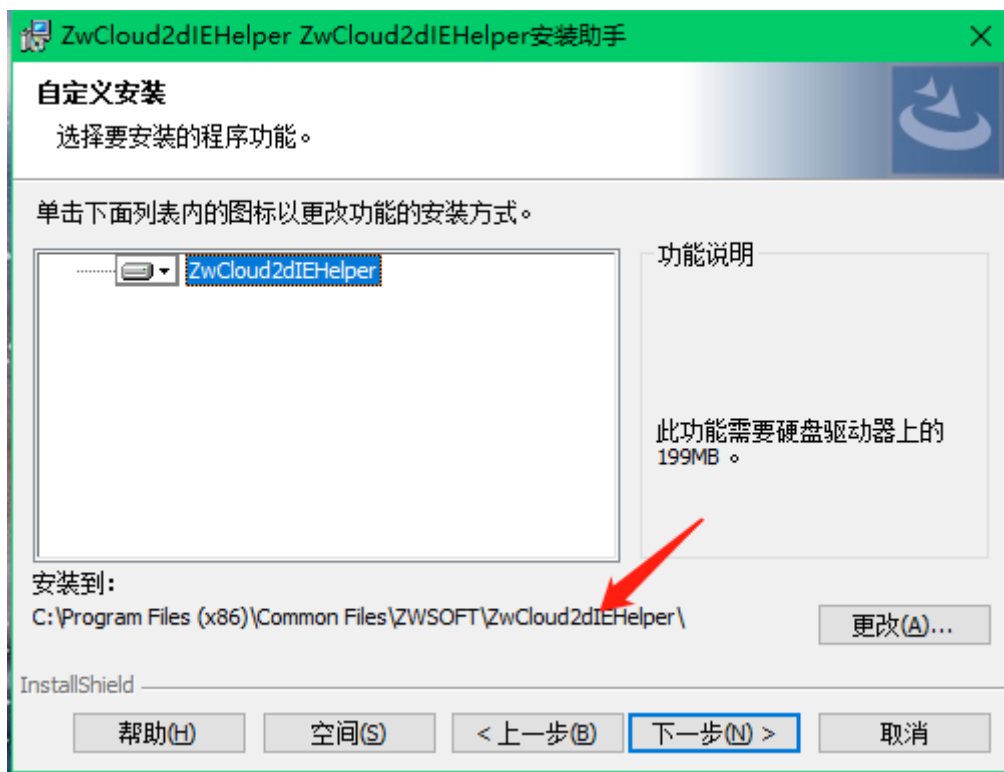 ZwCloud2dIEHelper ZwCloud2dIEHelper安装助手
自定义安装
选择要安装的程序功能。
单击下面列表内的图标以更改功能的安装方式。
ZwCloud2dIEHelper
功能说明
此功能需要硬盘驱动器上的
199MB 。
安装到:
C:\Program Files (x86)\Common Files\ZWSOFT\ZwCloud2dIEHelper\
更改(A)...
InstallShield
帮助(H)
空间(S)
< 上一步(B)
下一步(N) >
取消